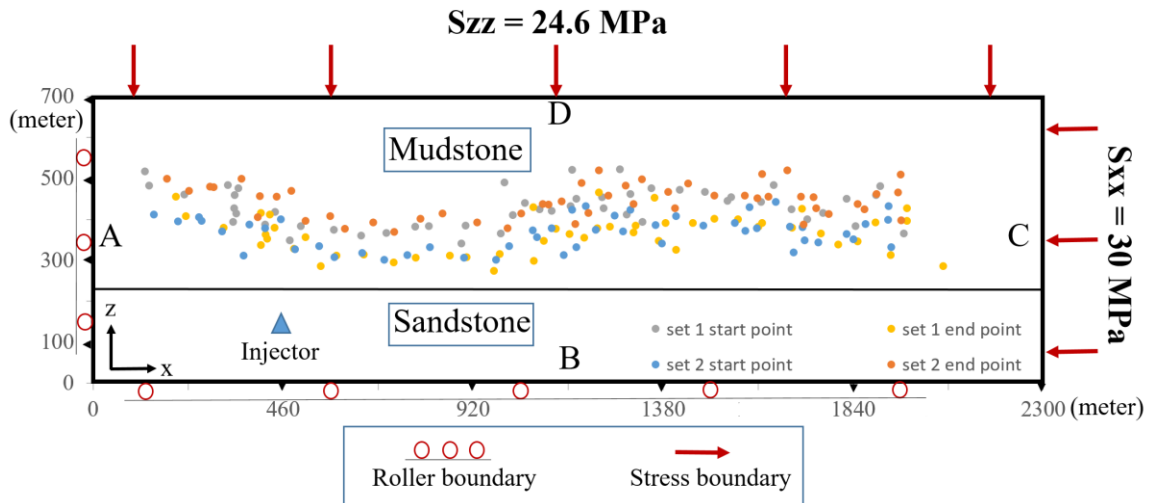 Szz = 24.6 MPa
700
(meter)
D
Mudstone
500
A
C
300
Sxx = 30 MPa
Sandstone
z
set 1 start point
set 1 end point
100
Injector
B
x
set 2 start point
set 2 end point
0
0
460
920
1380
1840
2300 (meter)
Roller boundary
Stress boundary